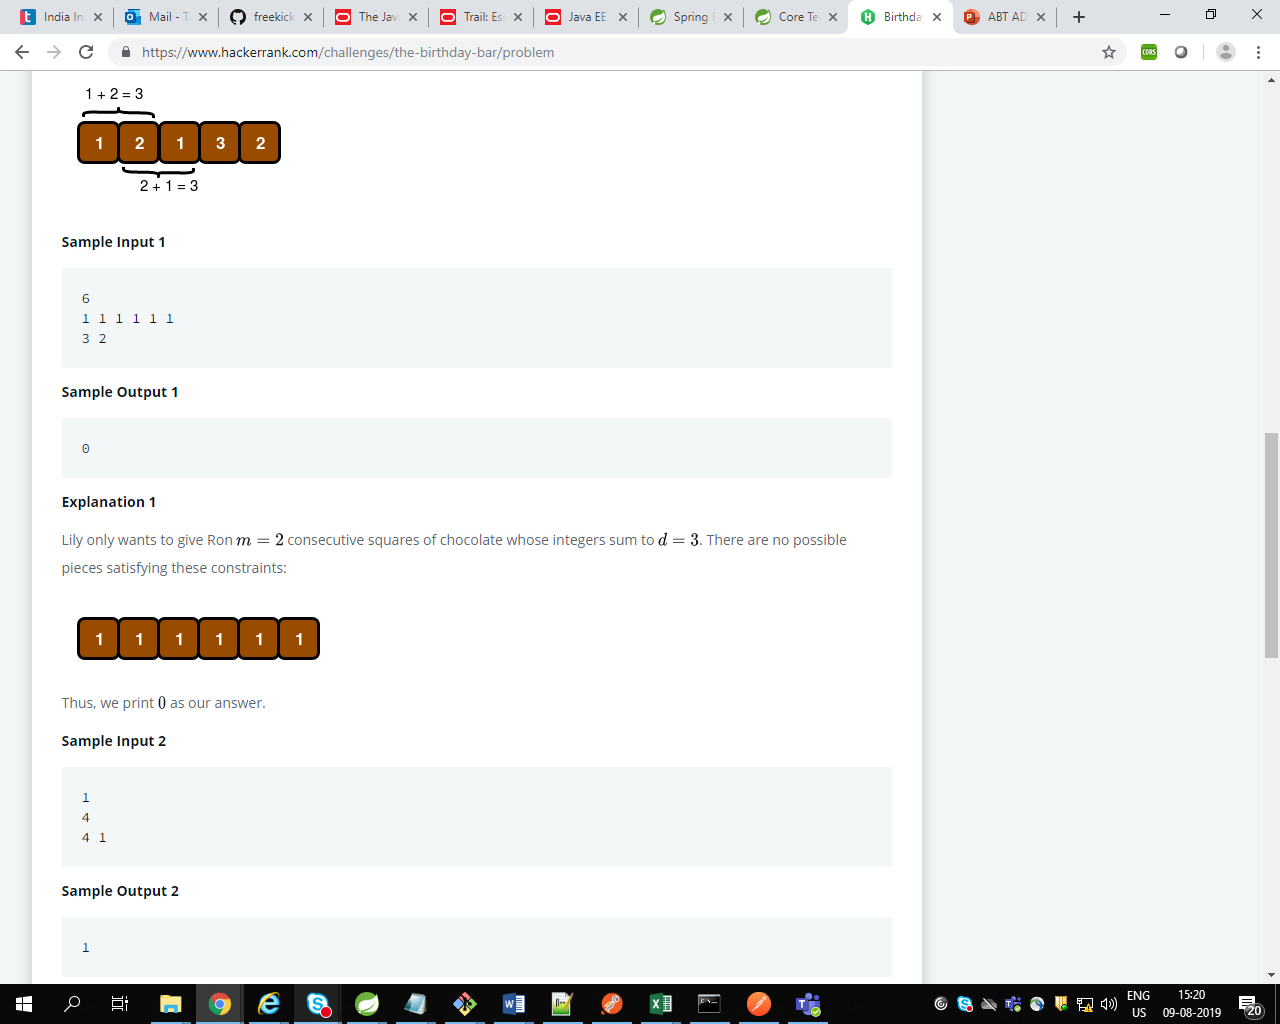 India In
Mail - T
freekick
The Java
Trail: Es
Java EE
Spring
Core Te
Birthda
ABT AD
https://www.hackerrank.com/challenges/the-birthday-bar/problem
CORS
1 + 2 = 3
1 2 1 3 2
2 + 1 = 3
Sample Input 1
6
1 1 1 1 1 1
3 2
Sample Output 1
0
Explanation 1
Lily only wants to give Ron m = 2 consecutive squares of chocolate whose integers sum to d = 3. There are no possible
pieces satisfying these constraints:
1 1 1 1 1 1
Thus, we print 0 as our answer.
Sample Input 2
1
4
4 1
Sample Output 2
1
ENG
US
15:20
09-08-2019
20